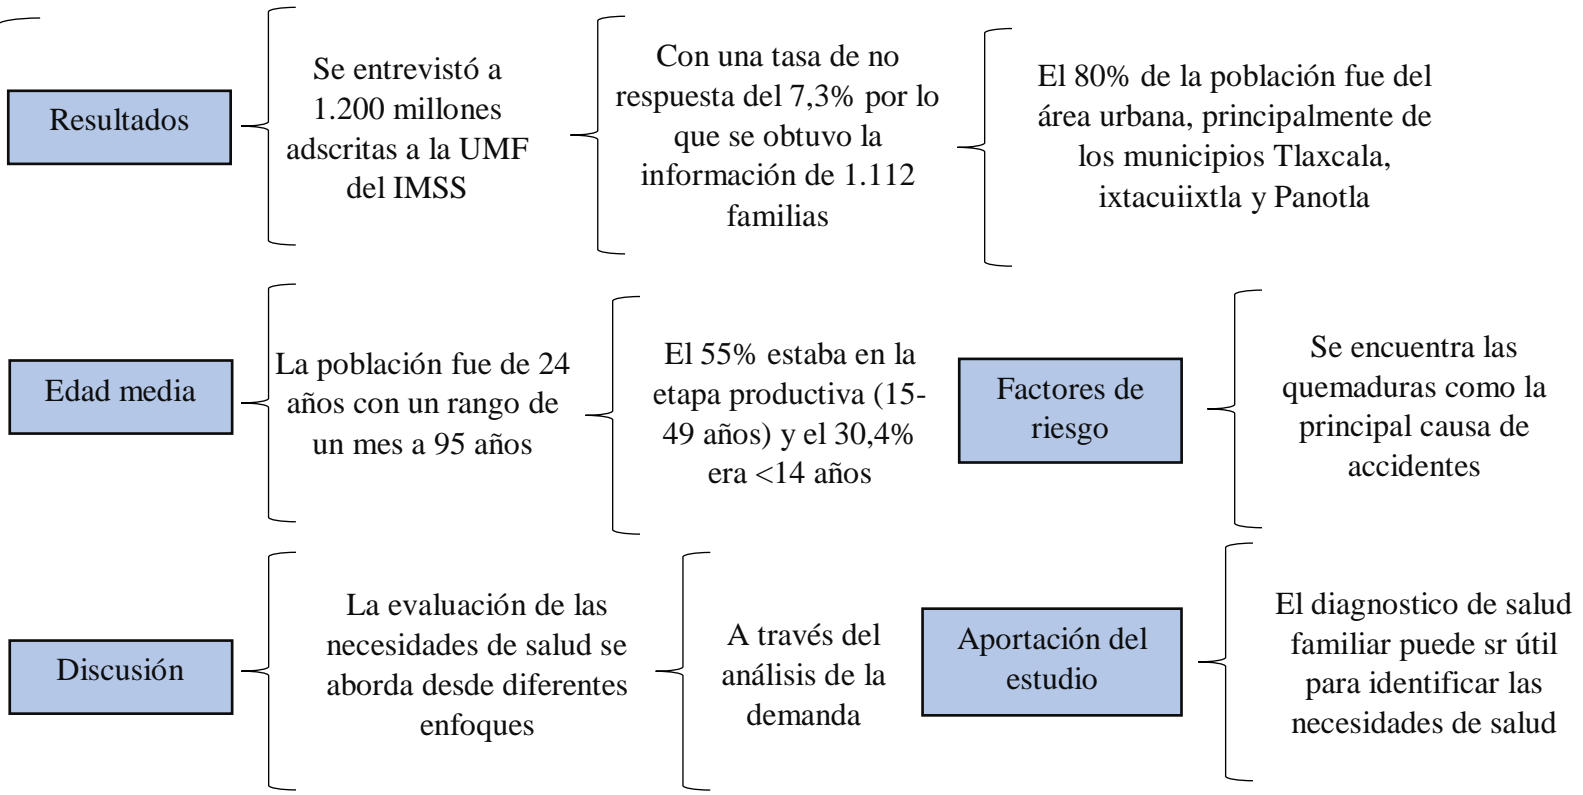 Resultados
Se entrevistó a
1.200 millones
adscritas a la UMF
del IMSS
Con una tasa de no
respuesta del 7,3% por lo
que se obtuvo la
información de 1.112
familias
El 80% de la población fue del
área urbana, principalmente de
los municipios Tlaxcala,
ixtacuiixtla y Panotla
Edad media
La población fue de 24
años con un rango de
un mes a 95 años
El 55% estaba en la
etapa productiva (15-
49 años) y el 30,4%
era <14 años
Factores de
riesgo
Se encuentra las
quemaduras como la
principal causa de
accidentes
Discusión
La evaluación de las
necesidades de salud se
aborda desde diferentes
enfoques
A través del
análisis de la
demanda
Aportación del
estudio
El diagnostico de salud
familiar puede sr útil
para identificar las
necesidades de salud